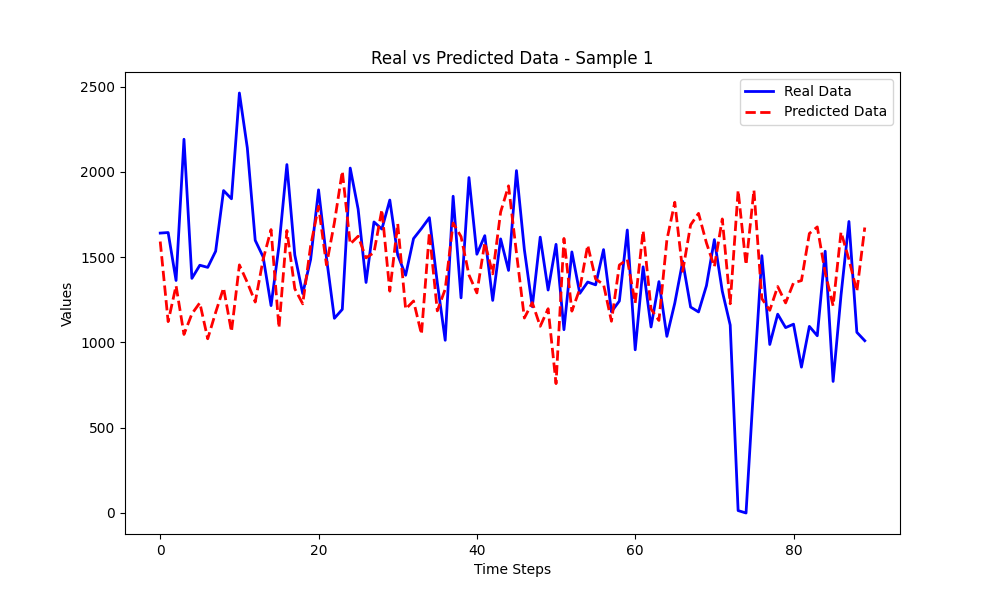 Real vs Predicted Data - Sample 1
Real Data
Predicted Data
2500
2000
1500
1000
500
0
Values
0 20 40 60 80
Time Steps